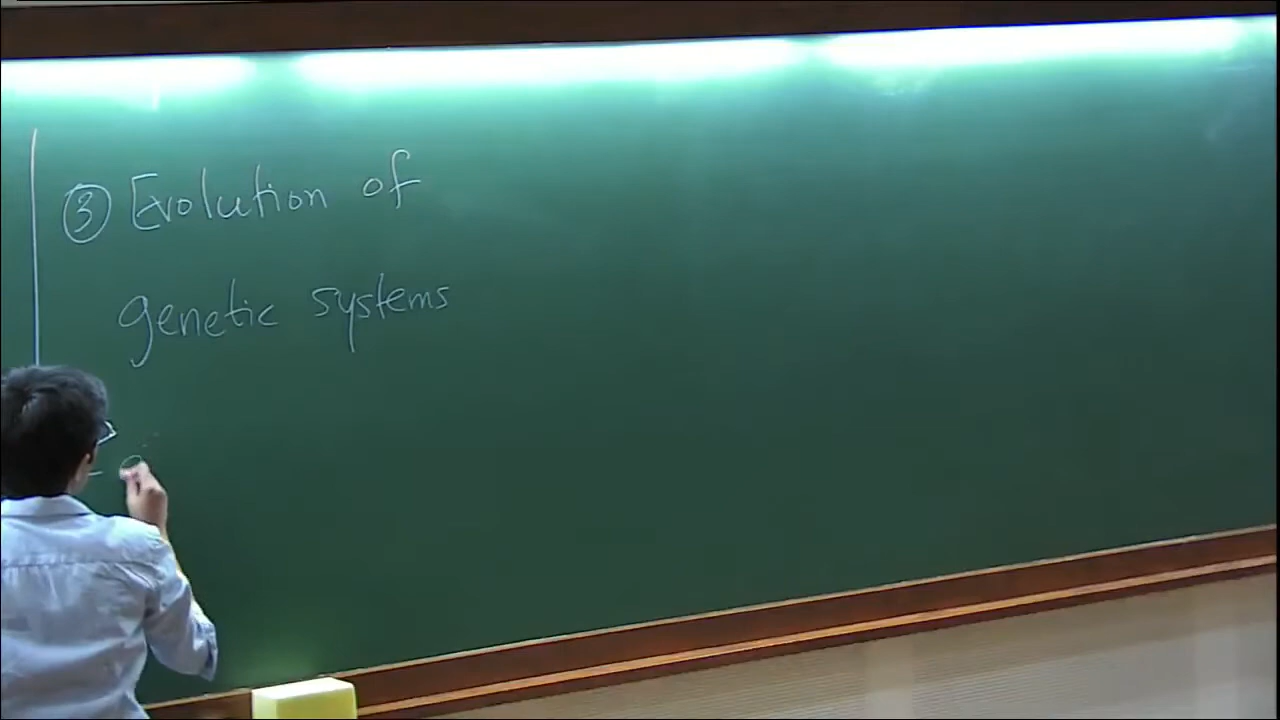 ③ Evolution of
genetic systems